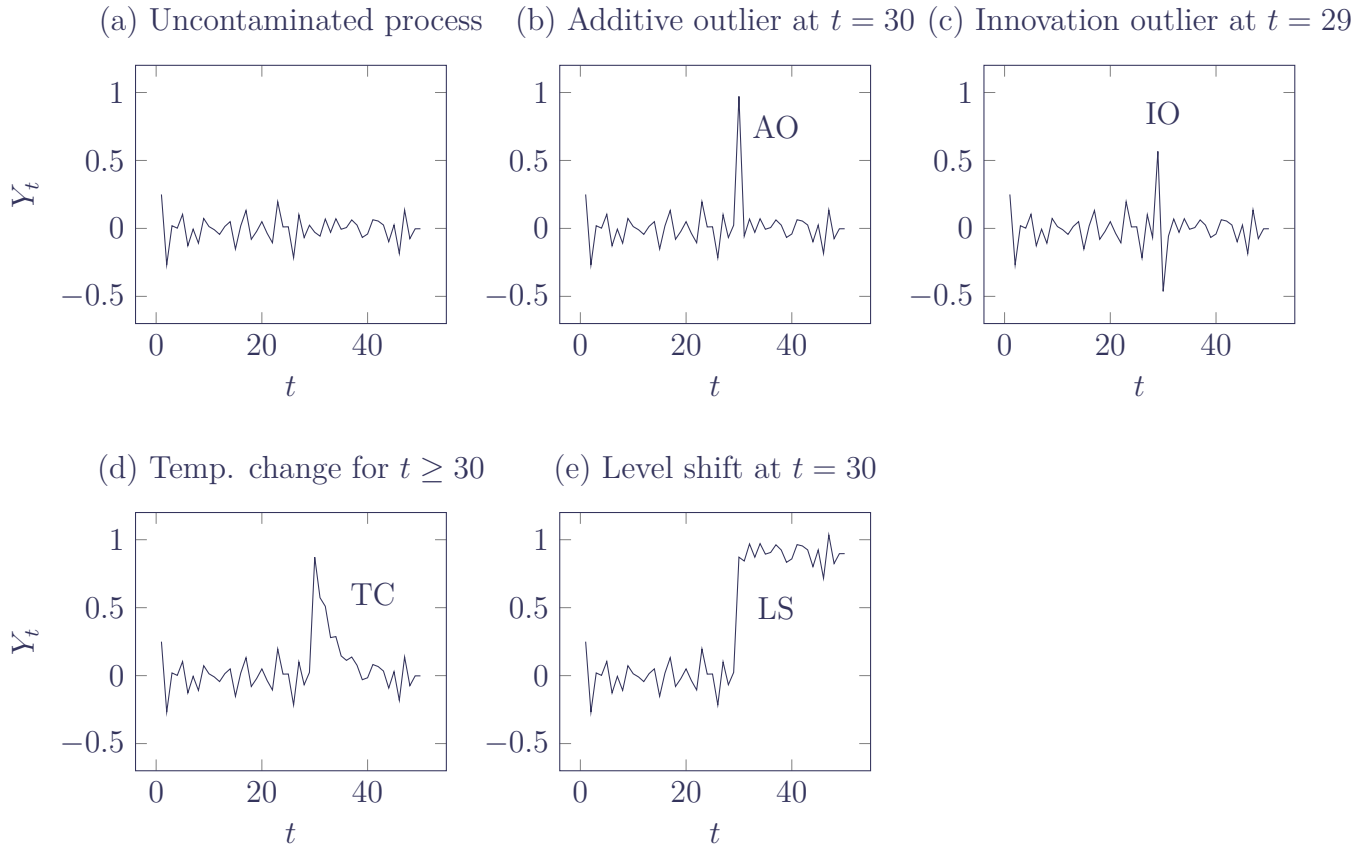 (a) Uncontaminated process
(b) Additive outlier at t = 30
(c) Innovation outlier at t = 29
1
0.5
0
−0.5
0
20
40
t
Y_t
1
0.5
0
−0.5
0
20
40
t
AO
1
0.5
0
−0.5
0
20
40
t
IO
(d) Temp. change for t ≥ 30
(e) Level shift at t = 30
1
0.5
0
−0.5
0
20
40
t
Y_t
TC
1
0.5
0
−0.5
0
20
40
t
LS